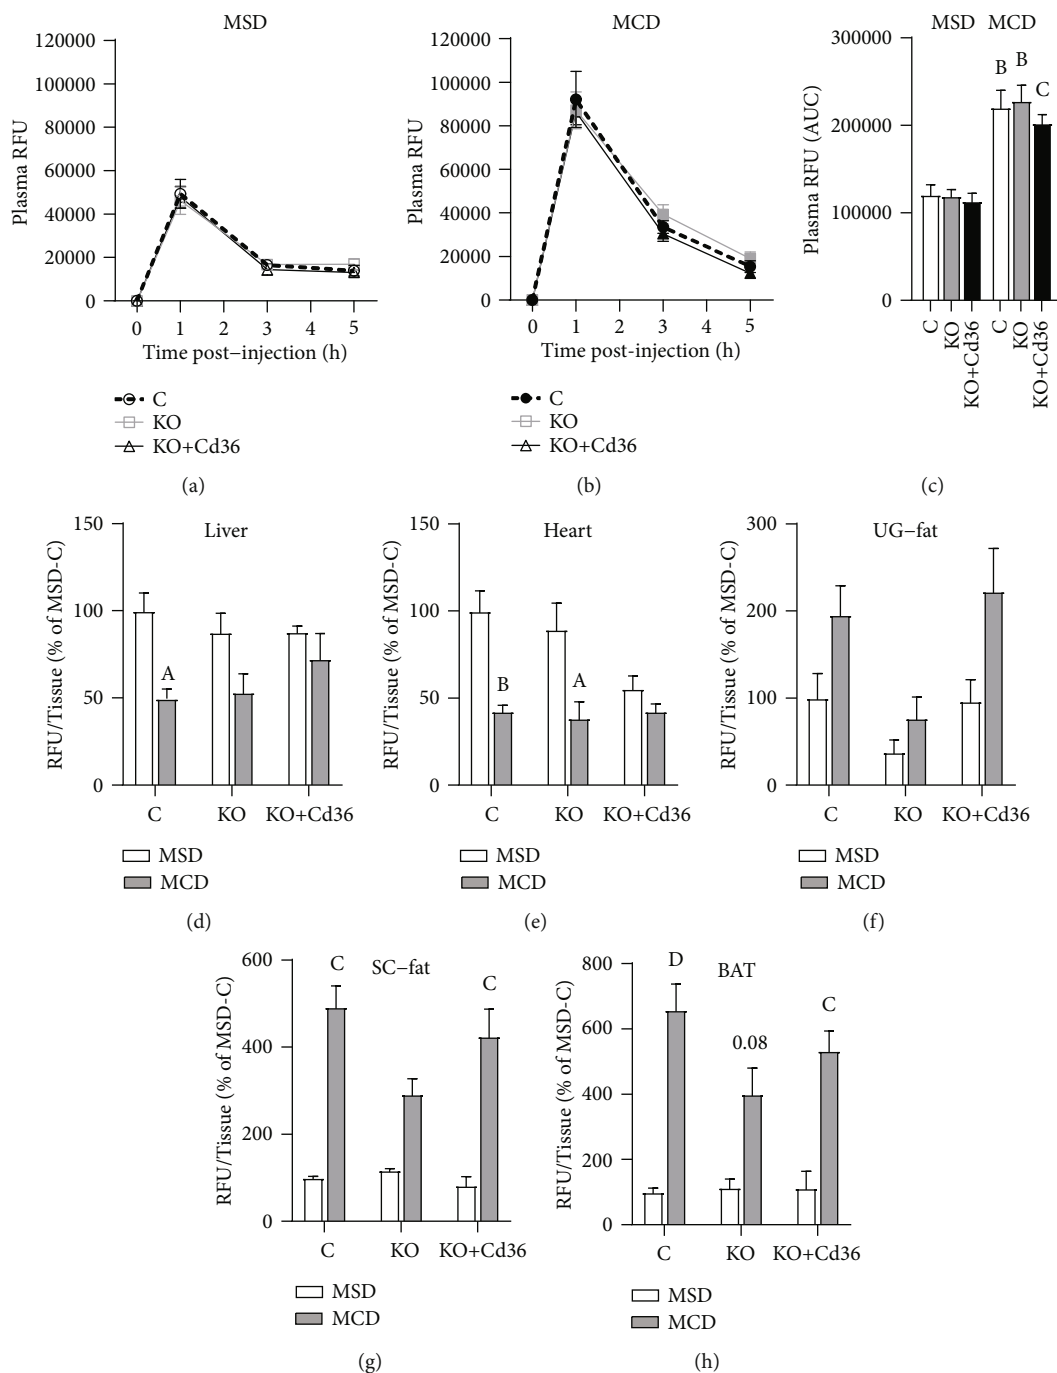 MSD
Plasma RFU
120000
100000
80000
60000
40000
20000
0
0 1 2 3 4 5
Time post−injection (h)
C
KO
KO+Cd36
(a)
MCD
Plasma RFU
120000
100000
80000
60000
40000
20000
0
0 1 2 3 4 5
Time post-injection (h)
C
KO
KO+Cd36
(b)
MSD MCD
Plasma RFU (AUC)
300000
200000
100000
0
B B C
C KO KO+Cd36 C KO KO+Cd36
(c)
Liver
RFU/Tissue (% of MSD-C)
150
100
50
0
A
C KO KO+Cd36
MSD
MCD
(d)
Heart
RFU/Tissue (% of MSD-C)
150
100
50
0
B A
C KO KO+Cd36
MSD
MCD
(e)
UG−fat
RFU/Tissue (% of MSD-C)
300
200
100
0
C KO KO+Cd36
MSD
MCD
(f)
SC−fat
RFU/Tissue (% of MSD-C)
600
400
200
0
C C
C KO KO+Cd36
MSD
MCD
(g)
BAT
RFU/Tissue (% of MSD-C)
800
600
400
200
0
D 0.08 C
C KO KO+Cd36
MSD
MCD
(h)